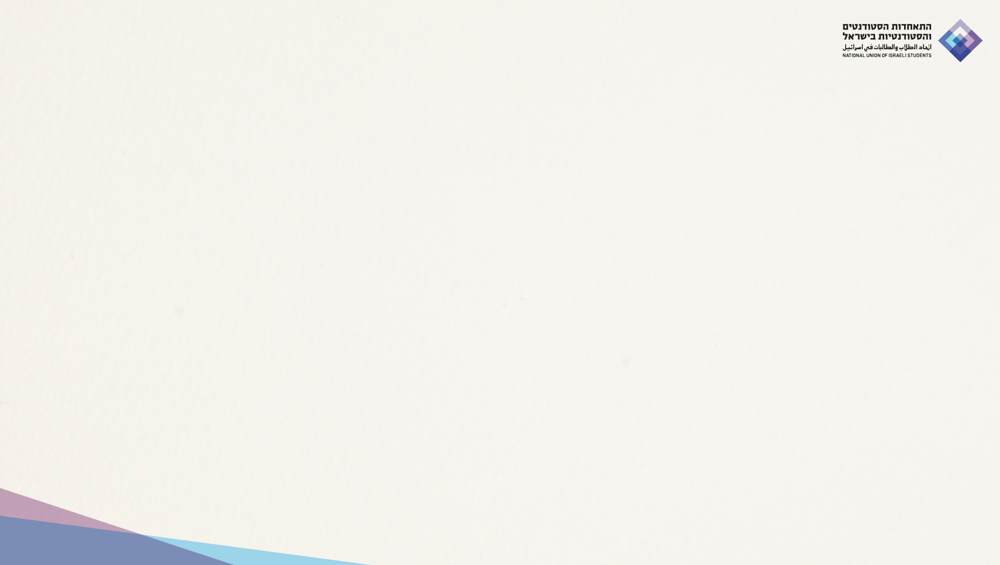 התאחדות הסטודנטים
והסטודנטיות בישראל
اتحاد الطلاب والطالبات في اسرائيل
NATIONAL UNION OF ISRAELI STUDENTS